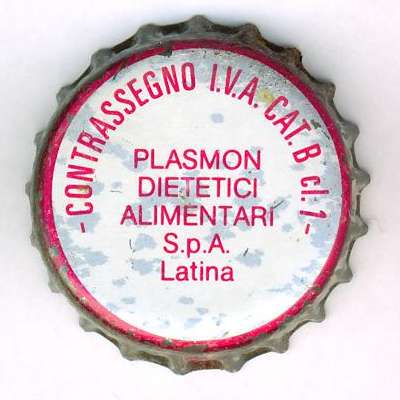 - CONTRASSEGNO I.V.A. CAT. B cl. 1 -
PLASMON
DIETETICI
ALIMENTARI
S.p.A.
Latina